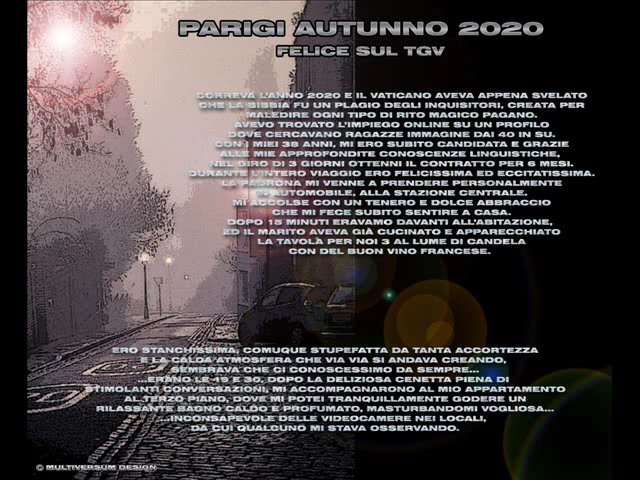 PARIGI AUTUNNO 2020
FELICE SUL TGV
CORREVA L'ANNO 2020 E IL VATICANO AVEVA APPENA SVELATO
CHE LA BIBBIA FU UN PLAGIO DEGLI INQUISITORI, CREATA PER
MALEDIRE OGNI TIPO DI RITO MAGICO PAGANO.
AVEVO TROVATO L'IMPIEGO ONLINE SU UN PROFILO
DOVE CERCAVANO RAGAZZE IMMAGINE DAI 40 IN SU.
CON I MIEI 38 ANNI, MI ERO SUBITO CANDIDATA E GRAZIE
ALLE MIE APPROFONDITE CONOSCENZE LINGUISTICHE,
NEL GIRO DI 3 GIORNI OTTENNI IL CONTRATTO PER 6 MESI.
DURANTE L'INTERO VIAGGIO ERO FELICISSIMA ED ECCITATISSIMA.
LA PADRONA MI VENNE A PRENDERE PERSONALMENTE
IN AUTOMOBILE, ALLA STAZIONE CENTRALE.
MI ACCOLSE CON UN TENERO E DOLCE ABBRACCIO
CHE MI FECE SUBITO SENTIRE A CASA.
DOPO 15 MINUTI ERAVAMO DAVANTI ALL'ABITAZIONE,
ED IL MARITO AVEVA GIÀ CUCINATO E APPARECCHIATO
LA TAVOLA PER NOI 3 AL LUME DI CANDELA
CON DEL BUON VINO FRANCESE.
ERO STANCHISSIMA, COMUQUE STUPEFATTA DA TANTA ACCORTEZZA
E LA CALDA ATMOSFERA CHE VIA VIA SI ANDAVA CREANDO,
SEMBRAVA CHE CI CONOSCESSIMO DA SEMPRE...
...ERANO LE 19 E 30, DOPO LA DELIZIOSA CENETTA PIENA DI
STIMOLANTI CONVERSAZIONI, MI ACCOMPAGNARONO AL MIO APPARTAMENTO
AL TERZO PIANO, DOVE MI POTEI TRANQUILLAMENTE GODERE UN
RILASSANTE BAGNO CALDO E PROFUMATO, MASTURBANDOMI VOGLIOSA...
...INCONSAPEVOLE DELLE VIDEOCAMERE NEI LOCALI,
DA CUI QUALCUNO MI STAVA OSSERVANDO.
© MULTIVERSUM DESIGN